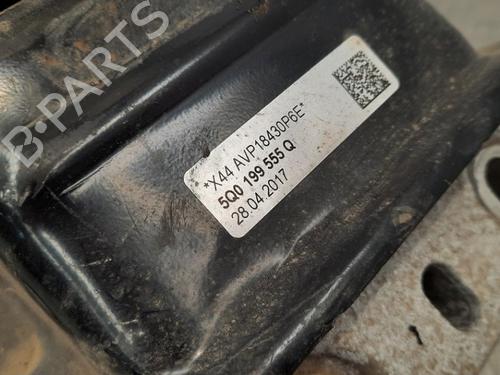 B-PARTS
*X44 AVP18430P6E*
5Q0 199 555 Q
28.04.2017